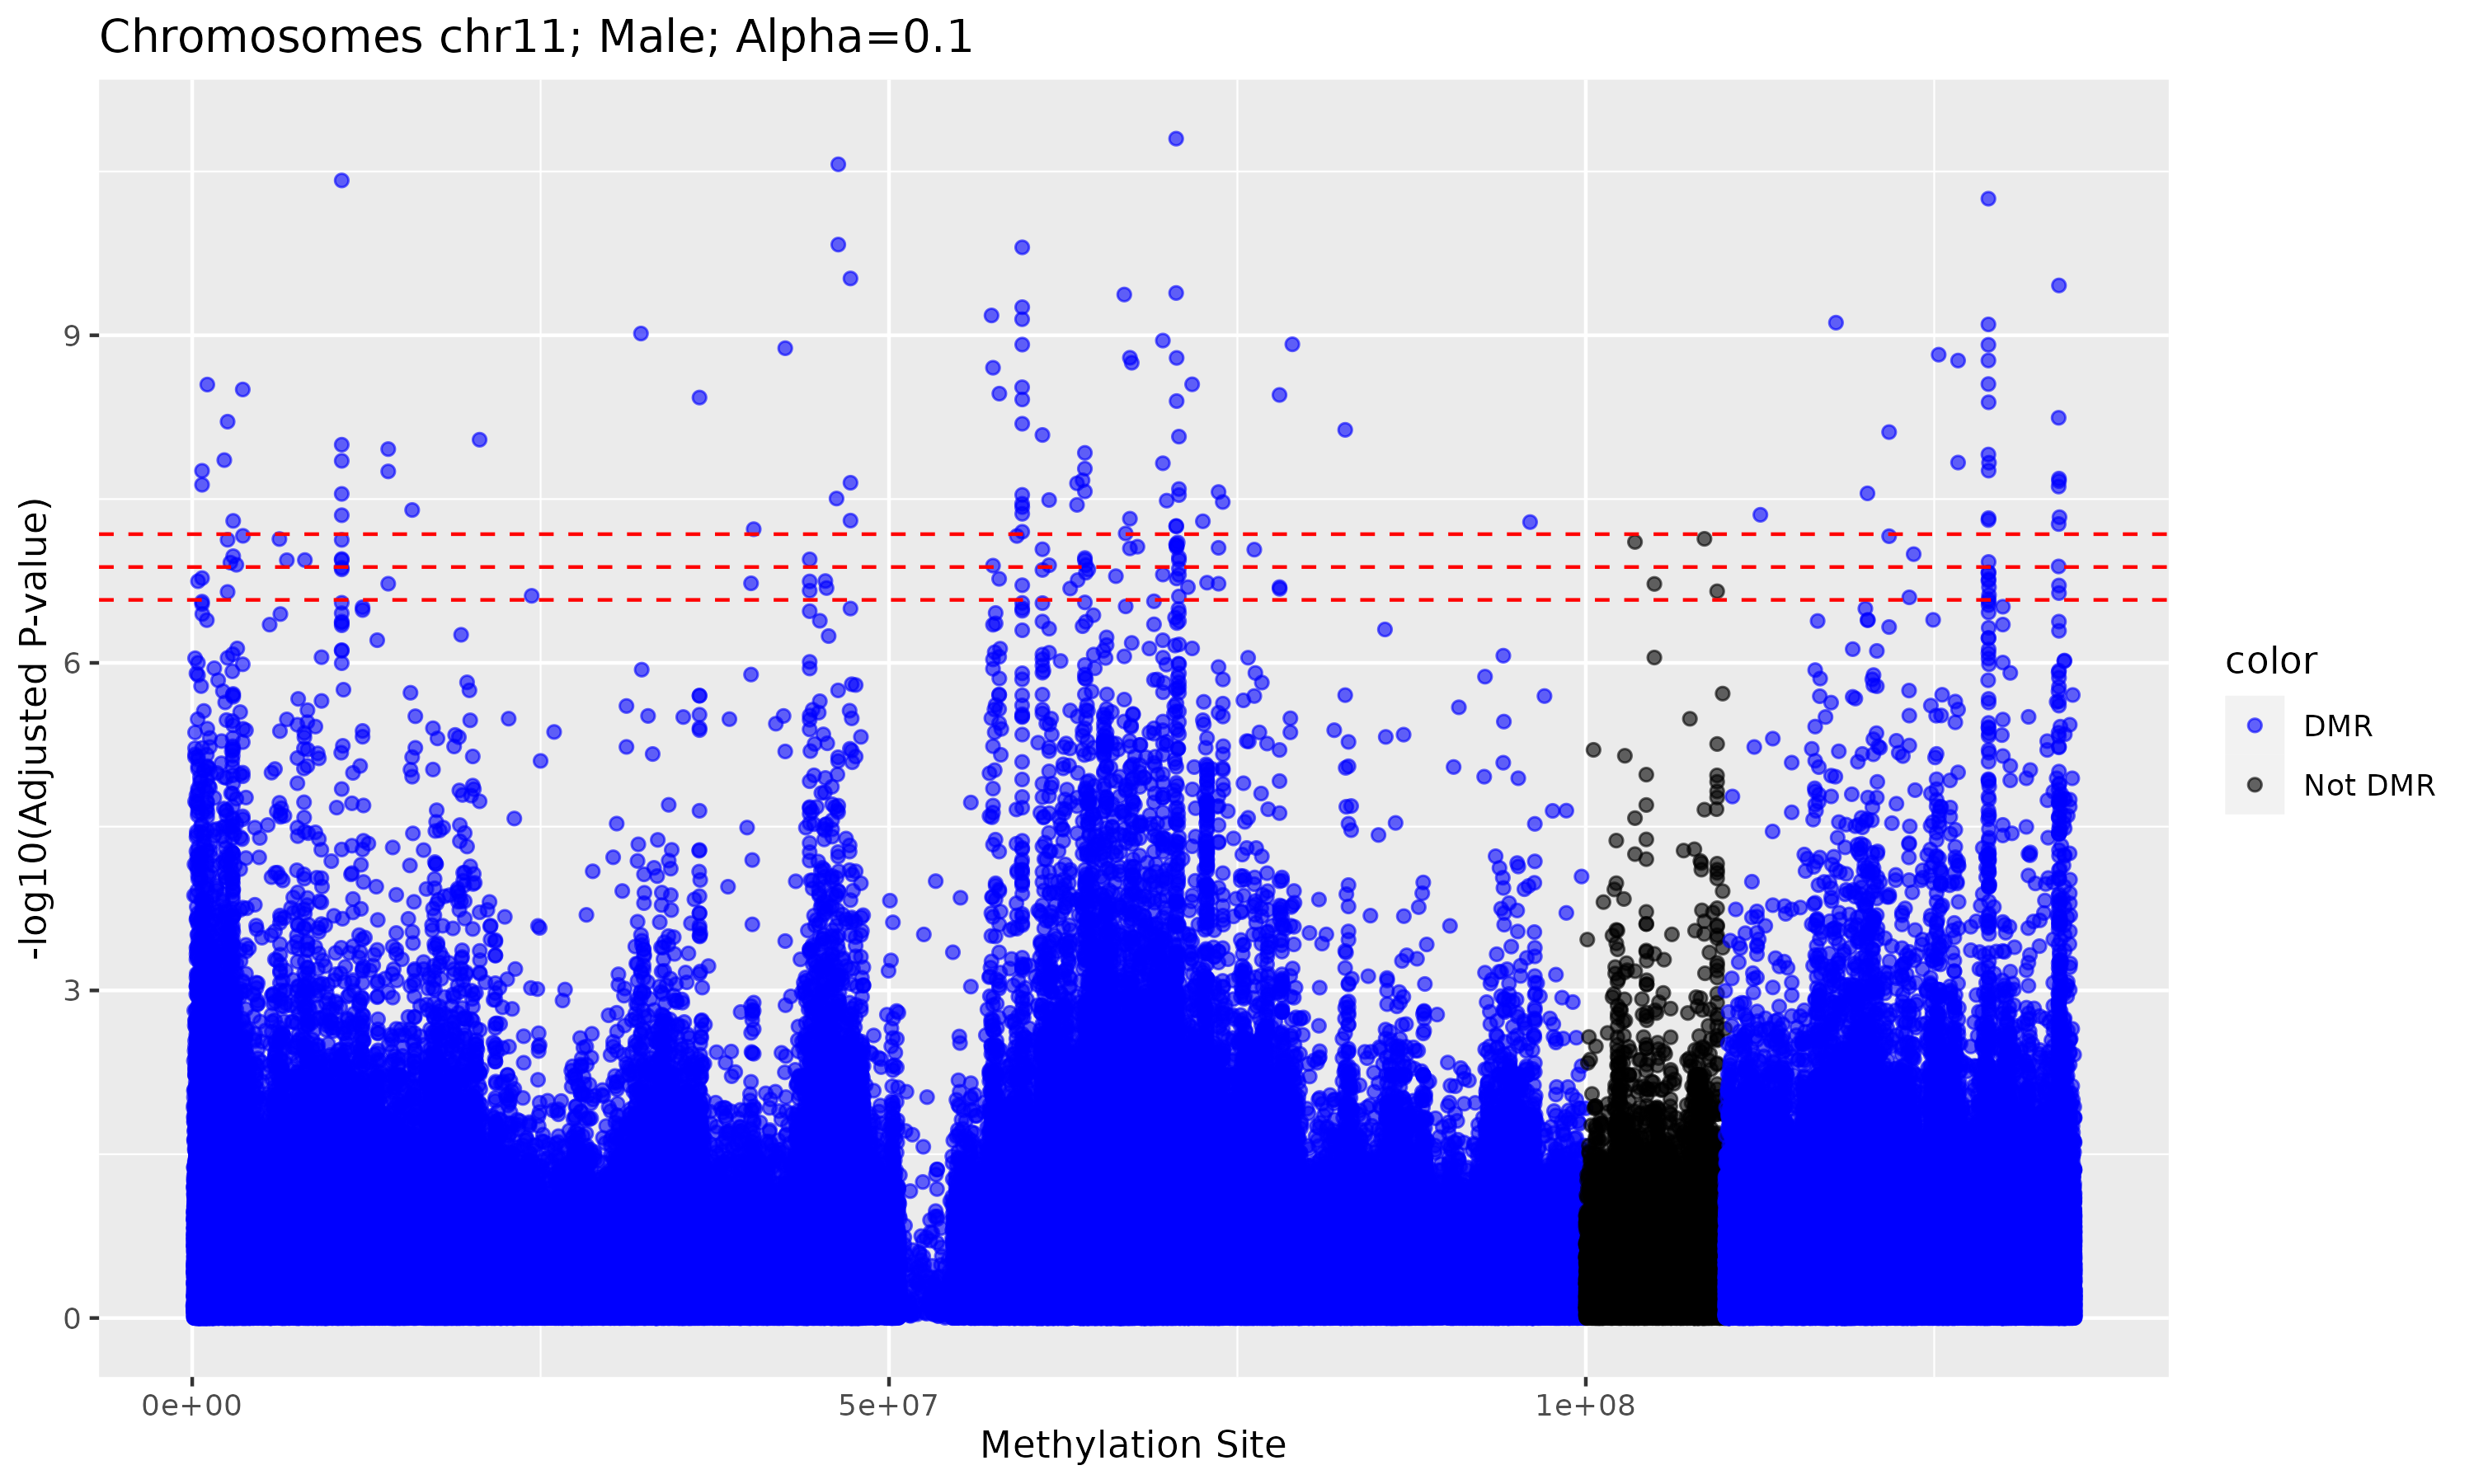 Chromosomes chr11; Male; Alpha=0.1
-log10(Adjusted P-value)
9
6
3
0
0e+00
5e+07
1e+08
Methylation Site
color
DMR
Not DMR